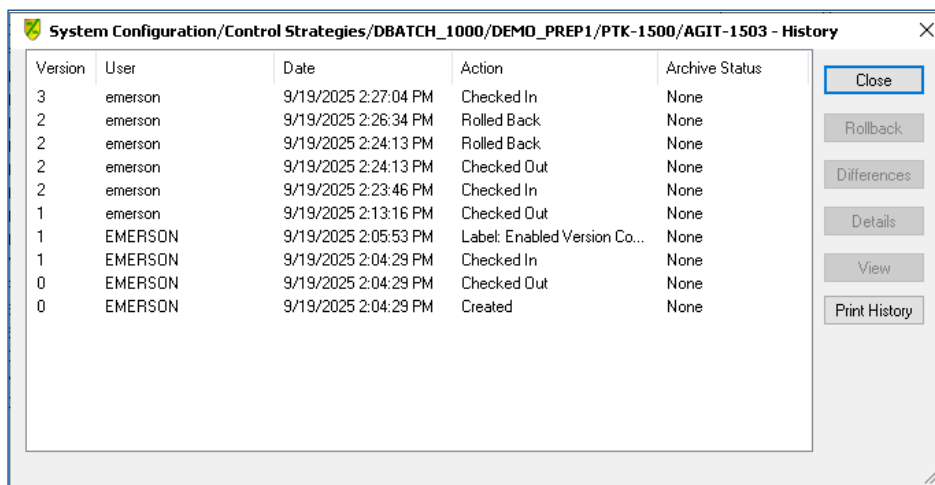 System Configuration/Control Strategies/DBATCH_1000/DEMO_PREP1/PTK-1500/AGIT-1503 - History
Version User Date Action Archive Status
3 emerson 9/19/2025 2:27:04 PM Checked In None
2 emerson 9/19/2025 2:26:34 PM Rolled Back None
2 emerson 9/19/2025 2:24:13 PM Rolled Back None
2 emerson 9/19/2025 2:24:13 PM Checked Out None
2 emerson 9/19/2025 2:23:46 PM Checked In None
1 emerson 9/19/2025 2:13:16 PM Checked Out None
1 EMERSON 9/19/2025 2:05:53 PM Label: Enabled Version Co... None
1 EMERSON 9/19/2025 2:04:29 PM Checked In None
0 EMERSON 9/19/2025 2:04:29 PM Checked Out None
0 EMERSON 9/19/2025 2:04:29 PM Created None
Close
Rollback
Differences
Details
View
Print History